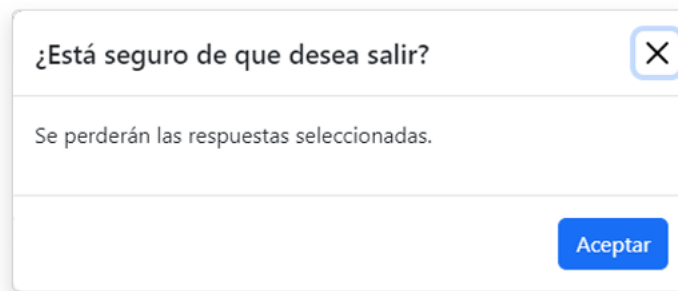 ¿Está seguro de que desea salir?
Se perderán las respuestas seleccionadas.
Aceptar